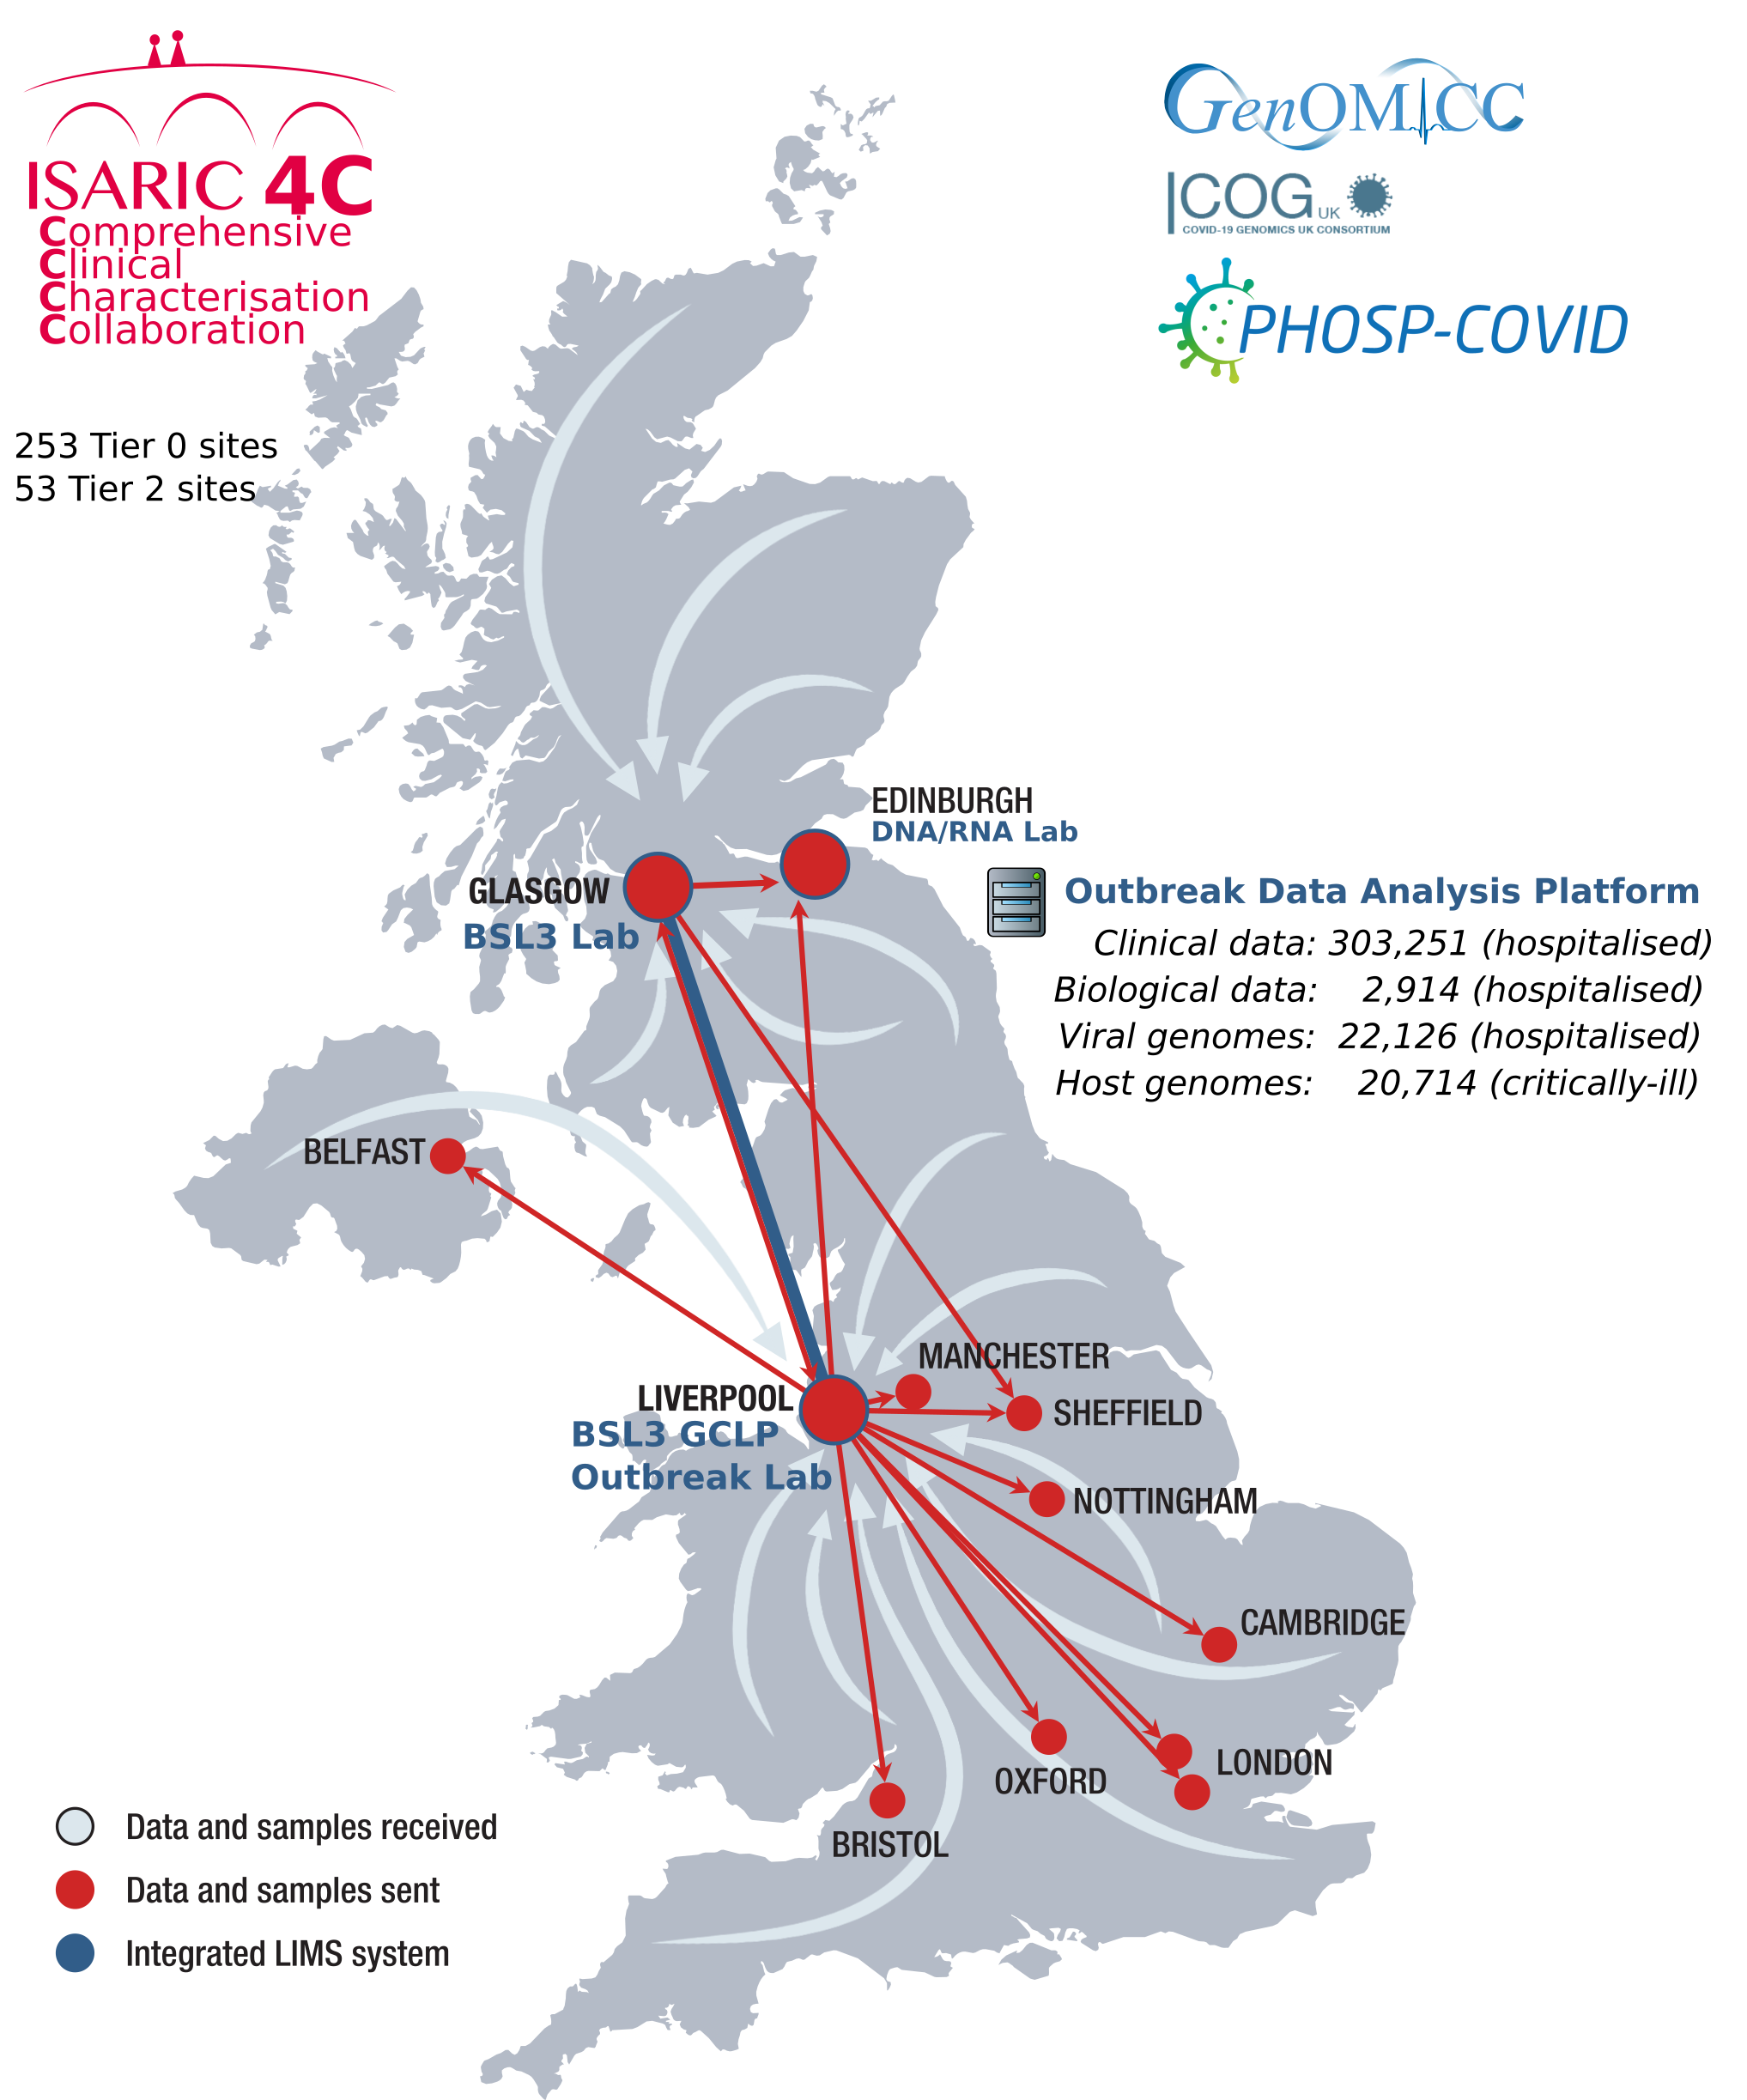 ISARIC 4C
Comprehensive
Clinical
Characterisation
Collaboration
GenOMICC
COG UK
COVID-19 GENOMICS UK CONSORTIUM
PHOSP-COVID
253 Tier 0 sites
53 Tier 2 sites
EDINBURGH
DNA/RNA Lab
GLASGOW
BSL3 Lab
Outbreak Data Analysis Platform
Clinical data: 303,251 (hospitalised)
Biological data: 2,914 (hospitalised)
Viral genomes: 22,126 (hospitalised)
Host genomes: 20,714 (critically-ill)
BELFAST
MANCHESTER
LIVERPOOL
SHEFFIELD
BSL3 GCLP
Outbreak Lab
NOTTINGHAM
CAMBRIDGE
LONDON
OXFORD
BRISTOL
Data and samples received
Data and samples sent
Integrated LIMS system